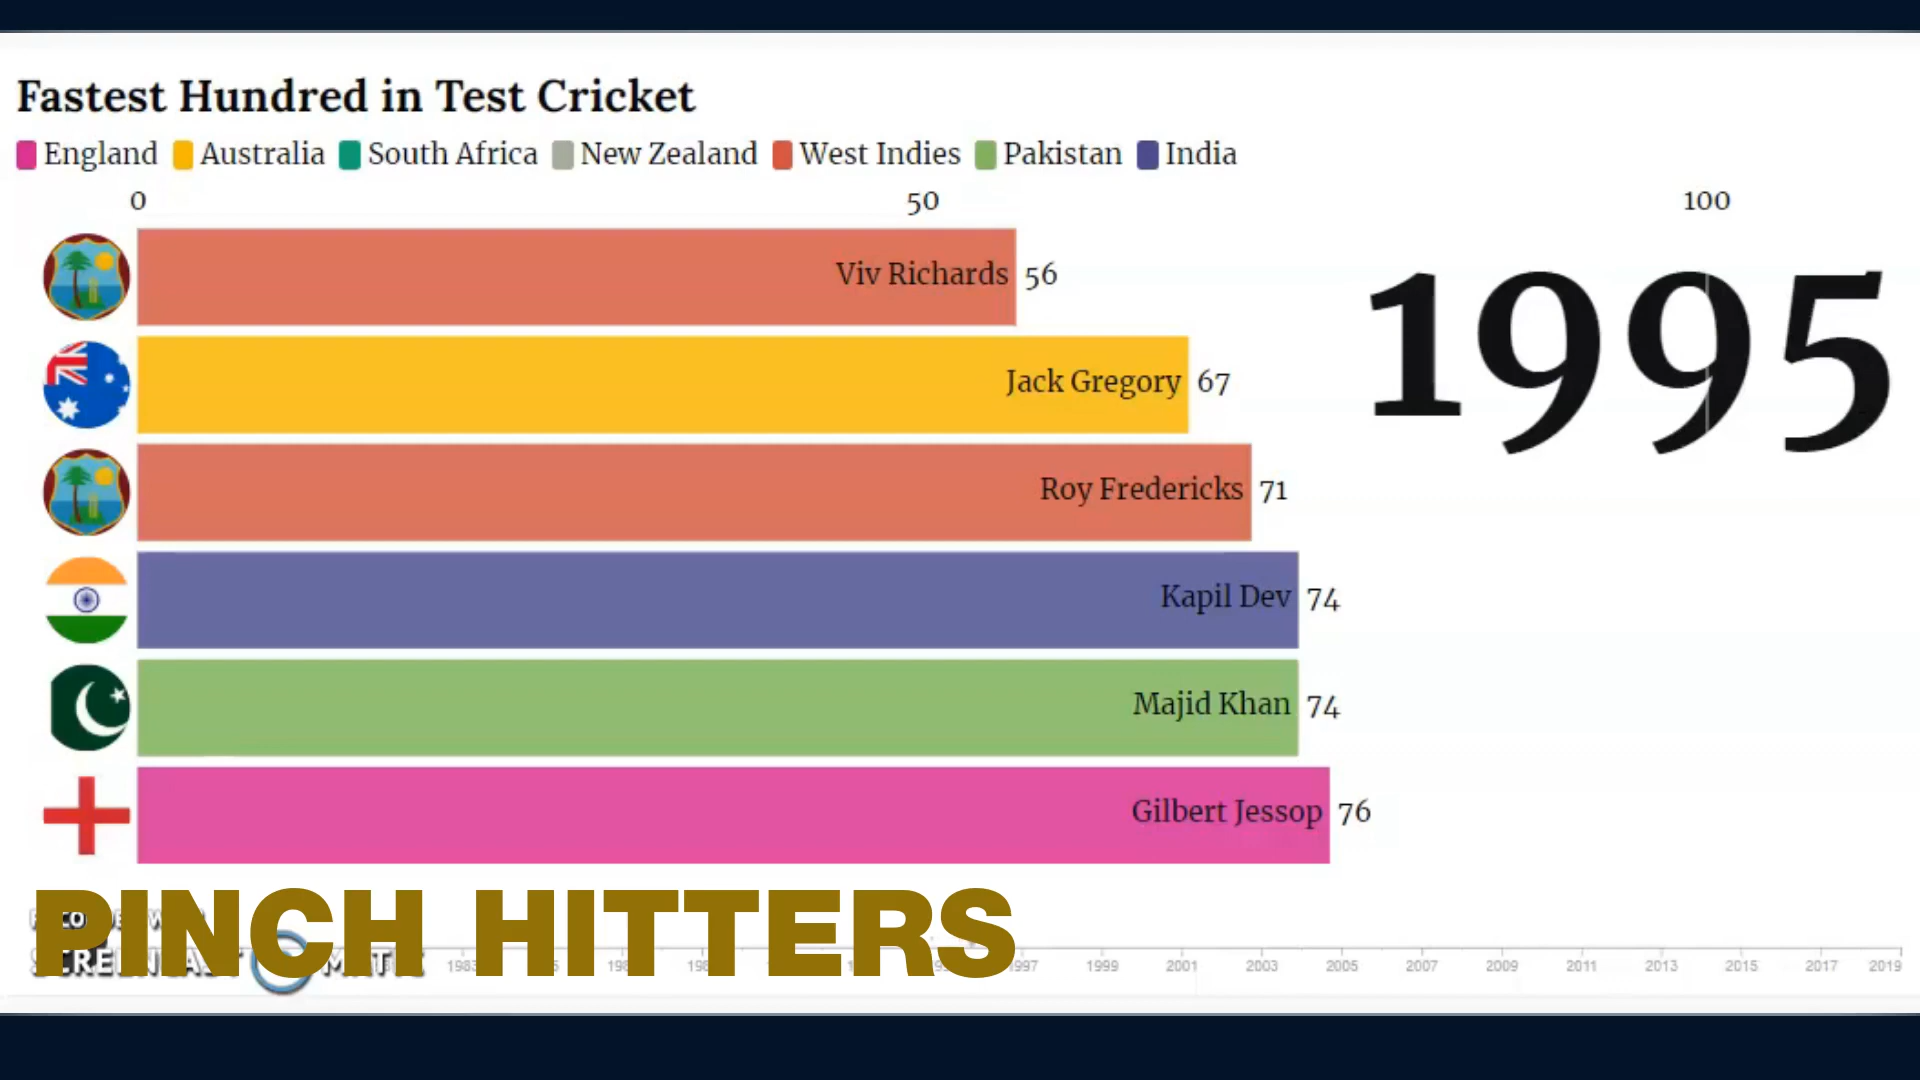 Fastest Hundred in Test Cricket
England Australia South Africa New Zealand West Indies Pakistan India
0 50 100
1995
Viv Richards 56
Jack Gregory 67
Roy Fredericks 71
Kapil Dev 74
Majid Khan 74
Gilbert Jessop 76
PINCH HITTERS
1999 2001 2003 2005 2007 2009 2011 2013 2015 2017 2019